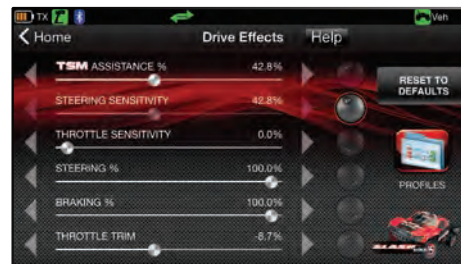 TX Veh
Home Drive Effects Help
TSM ASSISTANCE % 42.8%
STEERING SENSITIVITY 42.8%
THROTTLE SENSITIVITY 0.0%
STEERING % 100.0%
BRAKING % 100.0%
THROTTLE TRIM -8.7%
RESET TO
DEFAULTS
PROFILES
SLASH